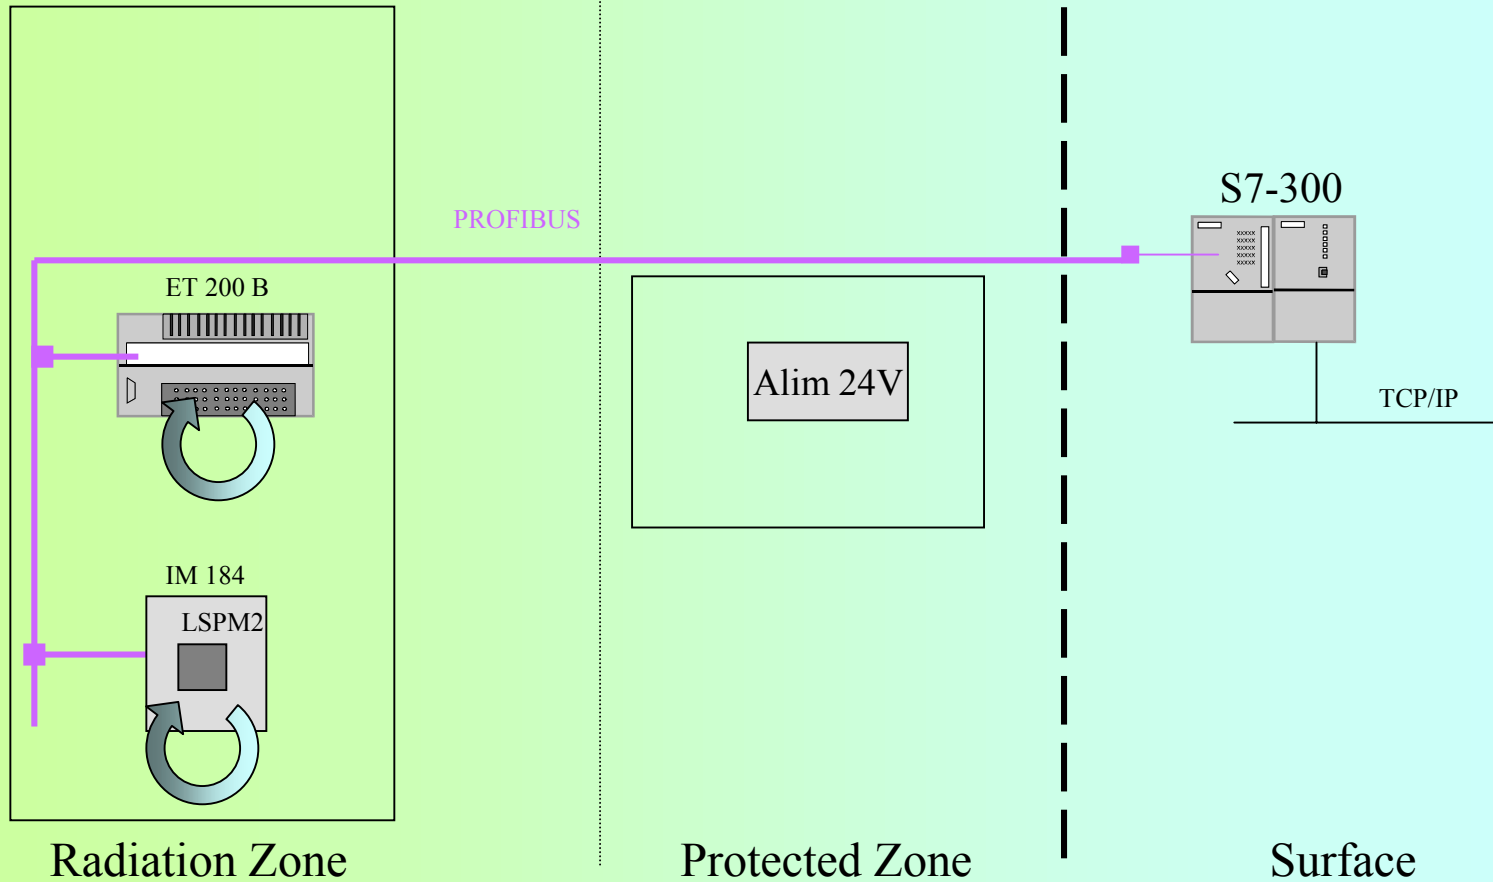 S7-300
PROFIBUS
ET 200 B
Alim 24V
TCP/IP
IM 184
LSPM2
Radiation Zone
Protected Zone
Surface